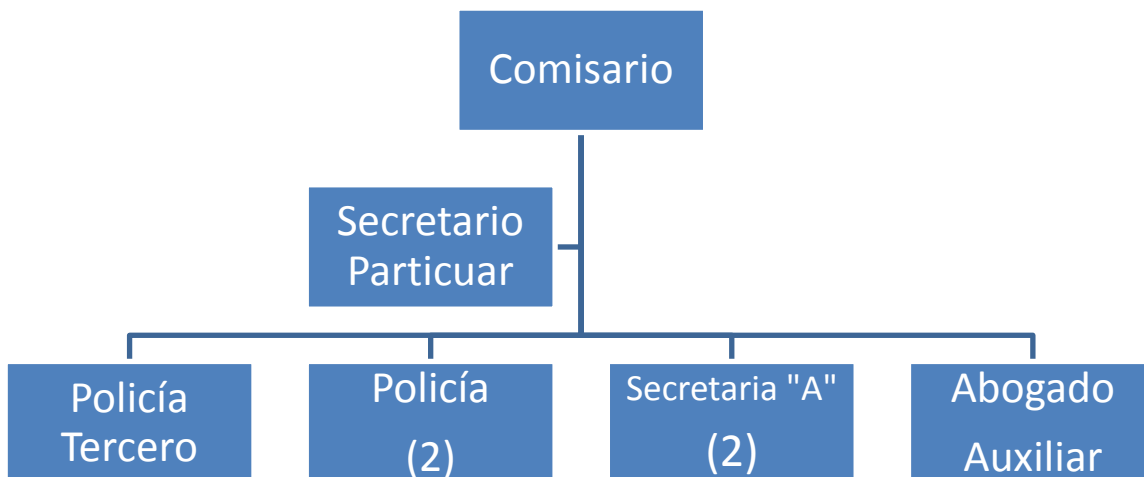 Comisario
Secretario
Particuar
Policía
Tercero
Policía
(2)
Secretaria "A"
(2)
Abogado
Auxiliar